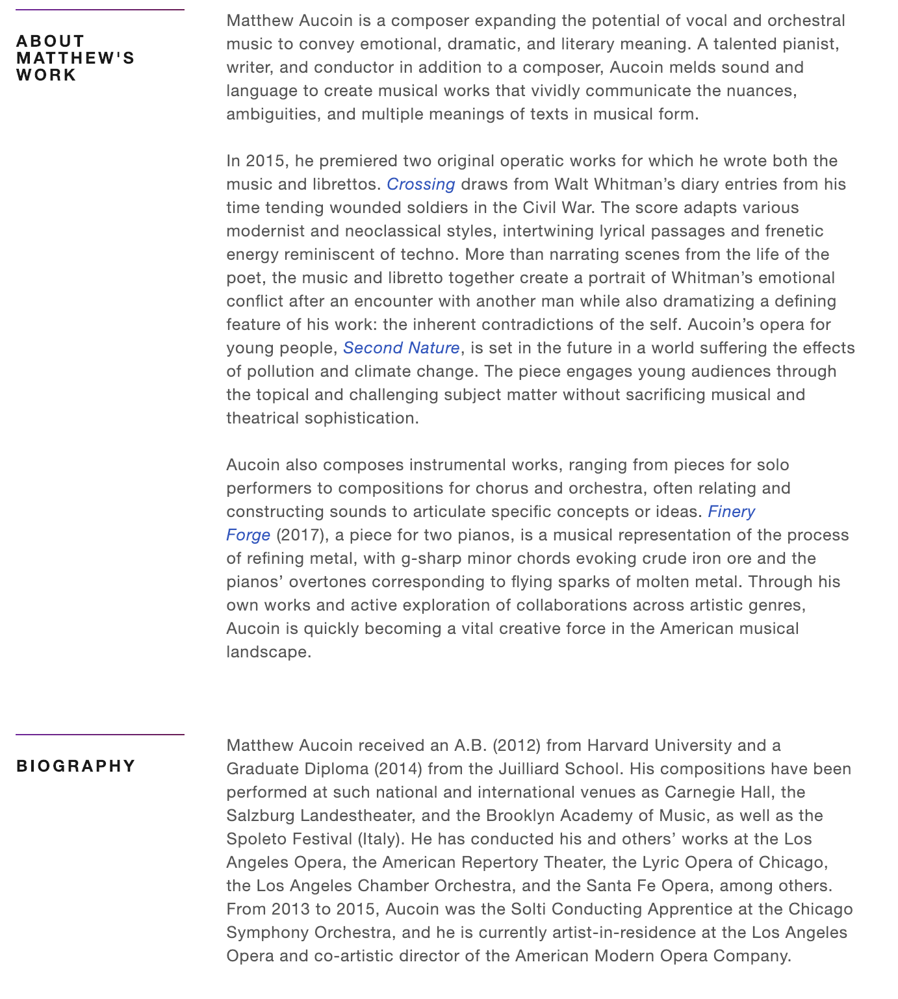 ABOUT
MATTHEW'S
WORK
Matthew Aucoin is a composer expanding the potential of vocal and orchestral
music to convey emotional, dramatic, and literary meaning. A talented pianist,
writer, and conductor in addition to a composer, Aucoin melds sound and
language to create musical works that vividly communicate the nuances,
ambiguities, and multiple meanings of texts in musical form.
In 2015, he premiered two original operatic works for which he wrote both the
music and librettos. Crossing draws from Walt Whitman’s diary entries from his
time tending wounded soldiers in the Civil War. The score adapts various
modernist and neoclassical styles, intertwining lyrical passages and frenetic
energy reminiscent of techno. More than narrating scenes from the life of the
poet, the music and libretto together create a portrait of Whitman’s emotional
conflict after an encounter with another man while also dramatizing a defining
feature of his work: the inherent contradictions of the self. Aucoin’s opera for
young people, Second Nature, is set in the future in a world suffering the effects
of pollution and climate change. The piece engages young audiences through
the topical and challenging subject matter without sacrificing musical and
theatrical sophistication.
Aucoin also composes instrumental works, ranging from pieces for solo
performers to compositions for chorus and orchestra, often relating and
constructing sounds to articulate specific concepts or ideas. Finery
Forge (2017), a piece for two pianos, is a musical representation of the process
of refining metal, with g-sharp minor chords evoking crude iron ore and the
pianos’ overtones corresponding to flying sparks of molten metal. Through his
own works and active exploration of collaborations across artistic genres,
Aucoin is quickly becoming a vital creative force in the American musical
landscape.
BIOGRAPHY
Matthew Aucoin received an A.B. (2012) from Harvard University and a
Graduate Diploma (2014) from the Juilliard School. His compositions have been
performed at such national and international venues as Carnegie Hall, the
Salzburg Landestheater, and the Brooklyn Academy of Music, as well as the
Spoleto Festival (Italy). He has conducted his and others’ works at the Los
Angeles Opera, the American Repertory Theater, the Lyric Opera of Chicago,
the Los Angeles Chamber Orchestra, and the Santa Fe Opera, among others.
From 2013 to 2015, Aucoin was the Solti Conducting Apprentice at the Chicago
Symphony Orchestra, and he is currently artist-in-residence at the Los Angeles
Opera and co-artistic director of the American Modern Opera Company.